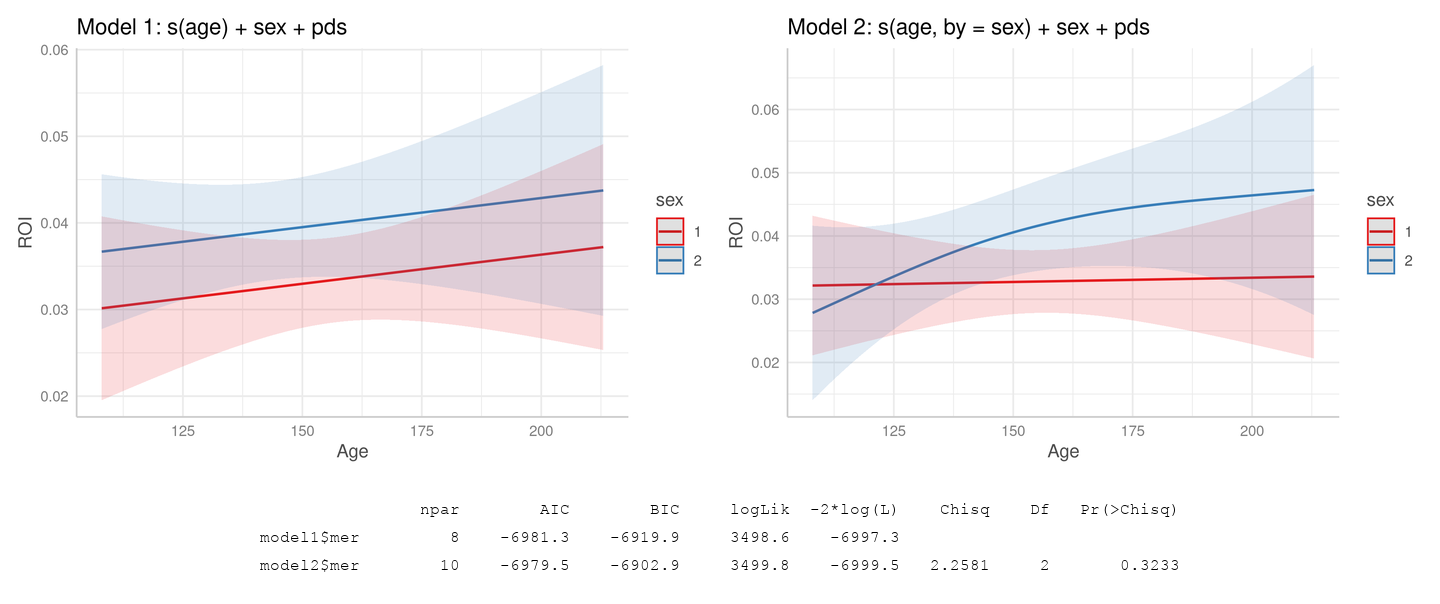 Model 1: s(age) + sex + pds
0.06
0.05
0.04
0.03
0.02
ROI
125 150 175 200
Age
sex
1
2
Model 2: s(age, by = sex) + sex + pds
0.06
0.05
0.04
0.03
0.02
ROI
125 150 175 200
Age
sex
1
2
npar AIC BIC logLik -2*log(L) Chisq Df Pr(>Chisq)
model1$mer 8 -6981.3 -6919.9 3498.6 -6997.3
model2$mer 10 -6979.5 -6902.9 3499.8 -6999.5 2.2581 2 0.3233